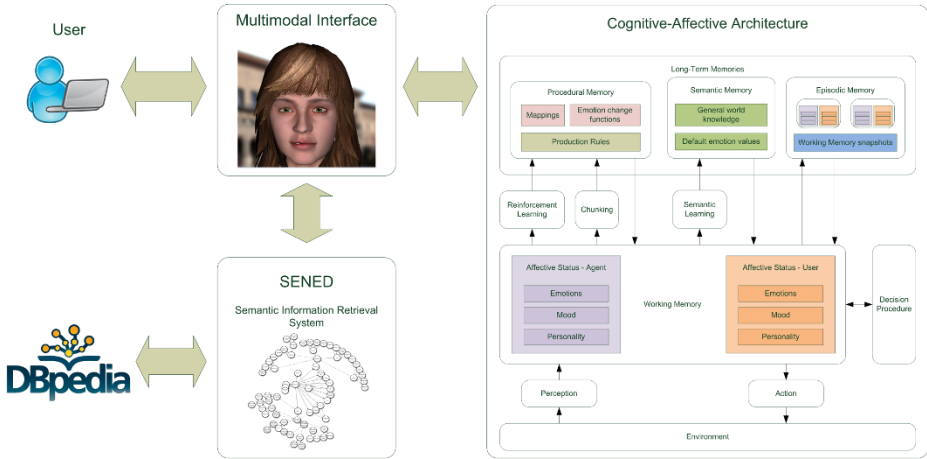 User
Multimodal Interface
Cognitive-Affective Architecture
Long-Term Memories
Procedural Memory
Mappings
Emotion change
functions
Production Rules
Semantic Memory
General world
knowledge
Default emotion values
Episodic Memory
Working Memory snapshots
Reinforcement
Learning
Chunking
Semantic
Learning
Affective Status - Agent
Emotions
Mood
Personality
Working Memory
Affective Status - User
Emotions
Mood
Personality
Decision
Procedure
Perception
Action
Environment
SENED
Semantic Information Retrieval
System
DBpedia